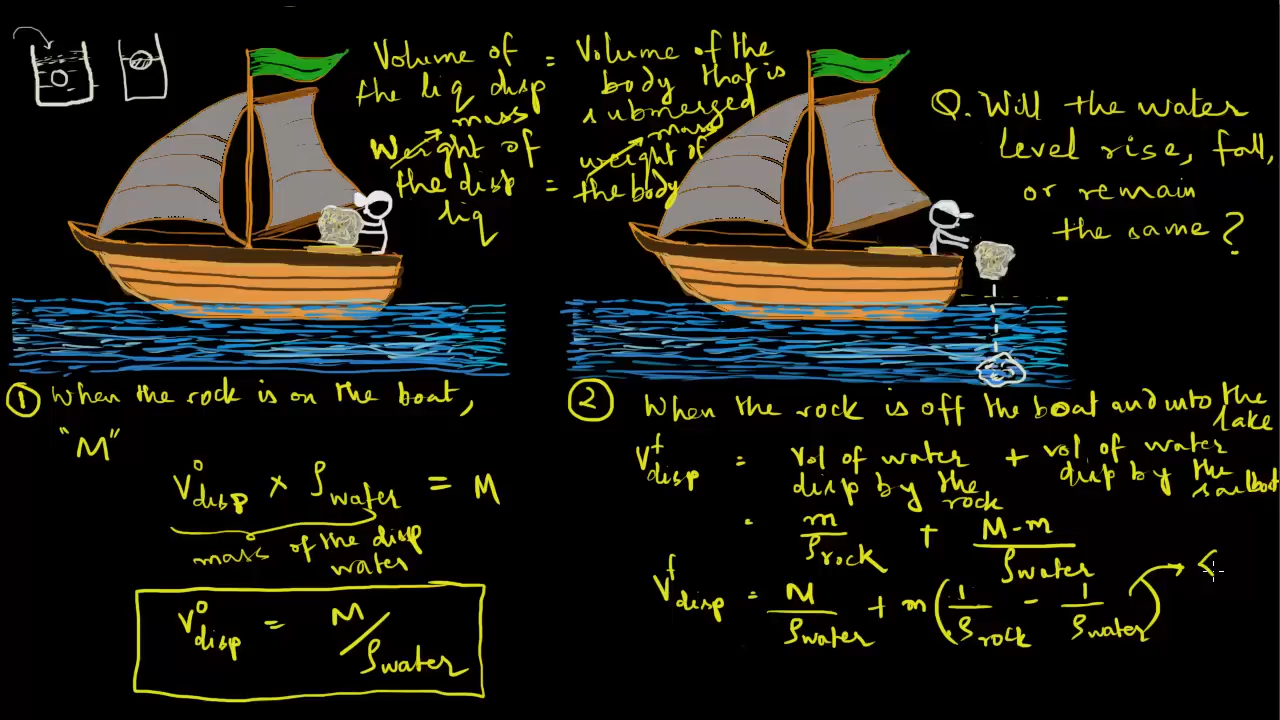 Volume of
the liq disp
=
Volume of the
body that is
submerged
mass
Weight of
the disp
liq
=
mass
weight of
the body
Q. Will the water
level rise, fall,
or remain
the same?
① When the rock is on the boat,
"M"
V⁰disp × ρwater = M
mass of the disp
water
V⁰disp = M / ρwater
② When the rock is off the boat and into the
lake
Vᶠdisp = vol of water
disp by the
rock
+ vol of water
disp by the
sailboat
= m/ρrock + M-m/ρwater
Vᶠdisp = M/ρwater + m(1/ρrock - 1/ρwater) → <